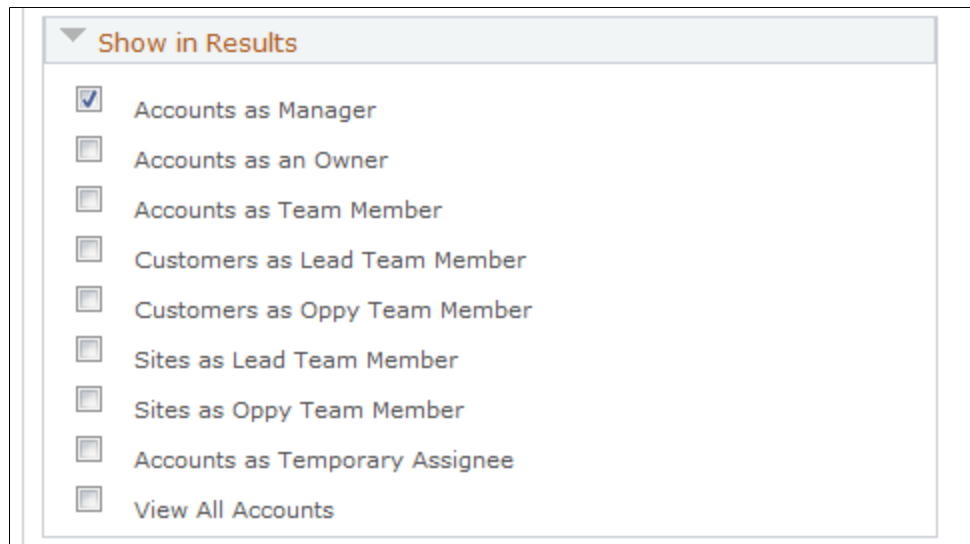 Show in Results
Accounts as Manager
Accounts as an Owner
Accounts as Team Member
Customers as Lead Team Member
Customers as Oppy Team Member
Sites as Lead Team Member
Sites as Oppy Team Member
Accounts as Temporary Assignee
View All Accounts